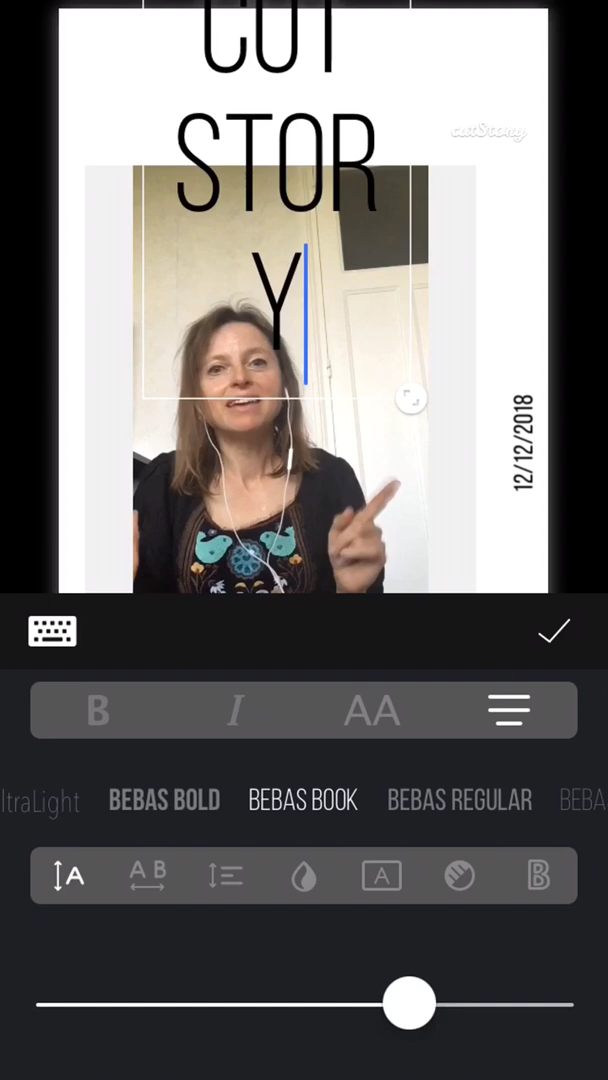 CUT
STOR
Y
cutStory
12/12/2018
B I AA
ltraLight BEBAS BOLD BEBAS BOOK BEBAS REGULAR BEBA
A A B A B